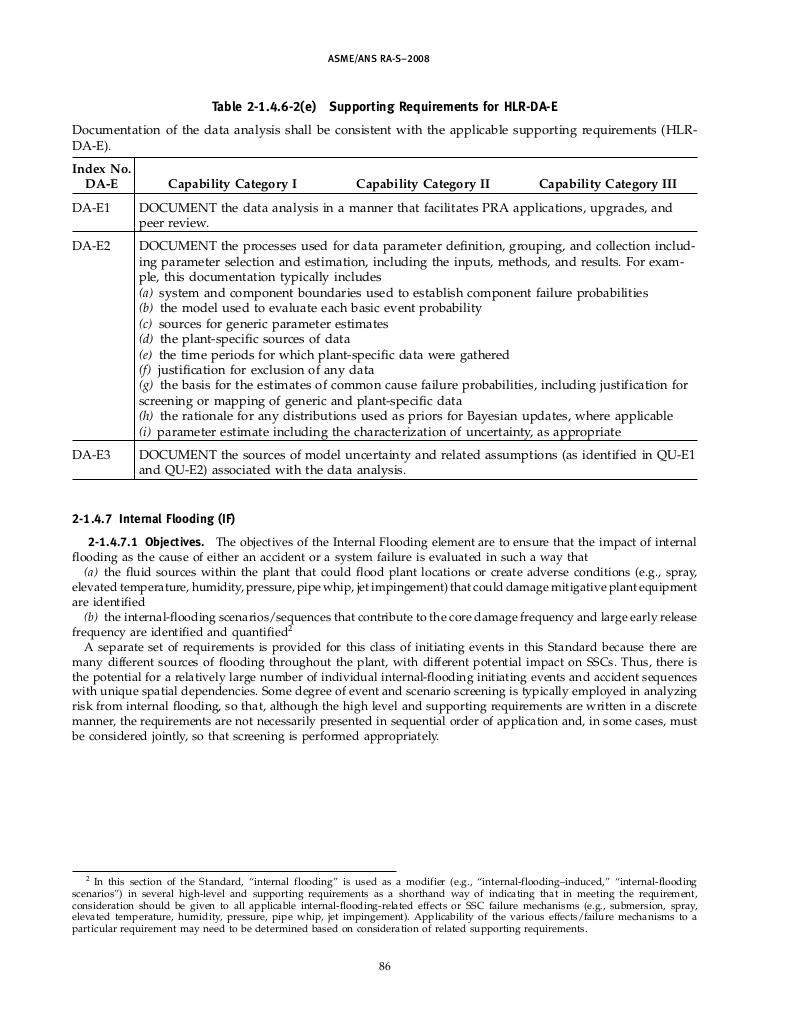 ASME/ANS RA-S–2008
Table 2-1.4.6-2(e) Supporting Requirements for HLR-DA-E
Documentation of the data analysis shall be consistent with the applicable supporting requirements (HLR-
DA-E).
Index No.
DA-E Capability Category I Capability Category II Capability Category III
DA-E1 DOCUMENT the data analysis in a manner that facilitates PRA applications, upgrades, and
peer review.
DA-E2 DOCUMENT the processes used for data parameter definition, grouping, and collection includ-
ing parameter selection and estimation, including the inputs, methods, and results. For exam-
ple, this documentation typically includes
(a) system and component boundaries used to establish component failure probabilities
(b) the model used to evaluate each basic event probability
(c) sources for generic parameter estimates
(d) the plant-specific sources of data
(e) the time periods for which plant-specific data were gathered
(f) justification for exclusion of any data
(g) the basis for the estimates of common cause failure probabilities, including justification for
screening or mapping of generic and plant-specific data
(h) the rationale for any distributions used as priors for Bayesian updates, where applicable
(i) parameter estimate including the characterization of uncertainty, as appropriate
DA-E3 DOCUMENT the sources of model uncertainty and related assumptions (as identified in QU-E1
and QU-E2) associated with the data analysis.
2-1.4.7 Internal Flooding (IF)
2-1.4.7.1 Objectives. The objectives of the Internal Flooding element are to ensure that the impact of internal
flooding as the cause of either an accident or a system failure is evaluated in such a way that
(a) the fluid sources within the plant that could flood plant locations or create adverse conditions (e.g., spray,
elevated temperature, humidity, pressure, pipe whip, jet impingement) that could damage mitigative plant equipment
are identified
(b) the internal-flooding scenarios/sequences that contribute to the core damage frequency and large early release
frequency are identified and quantified2
A separate set of requirements is provided for this class of initiating events in this Standard because there are
many different sources of flooding throughout the plant, with different potential impact on SSCs. Thus, there is
the potential for a relatively large number of individual internal-flooding initiating events and accident sequences
with unique spatial dependencies. Some degree of event and scenario screening is typically employed in analyzing
risk from internal flooding, so that, although the high level and supporting requirements are written in a discrete
manner, the requirements are not necessarily presented in sequential order of application and, in some cases, must
be considered jointly, so that screening is performed appropriately.
2 In this section of the Standard, “internal flooding” is used as a modifier (e.g., “internal-flooding–induced,” “internal-flooding
scenarios”) in several high-level and supporting requirements as a shorthand way of indicating that in meeting the requirement,
consideration should be given to all applicable internal-flooding-related effects or SSC failure mechanisms (e.g., submersion, spray,
elevated temperature, humidity, pressure, pipe whip, jet impingement). Applicability of the various effects/failure mechanisms to a
particular requirement may need to be determined based on consideration of related supporting requirements.
86